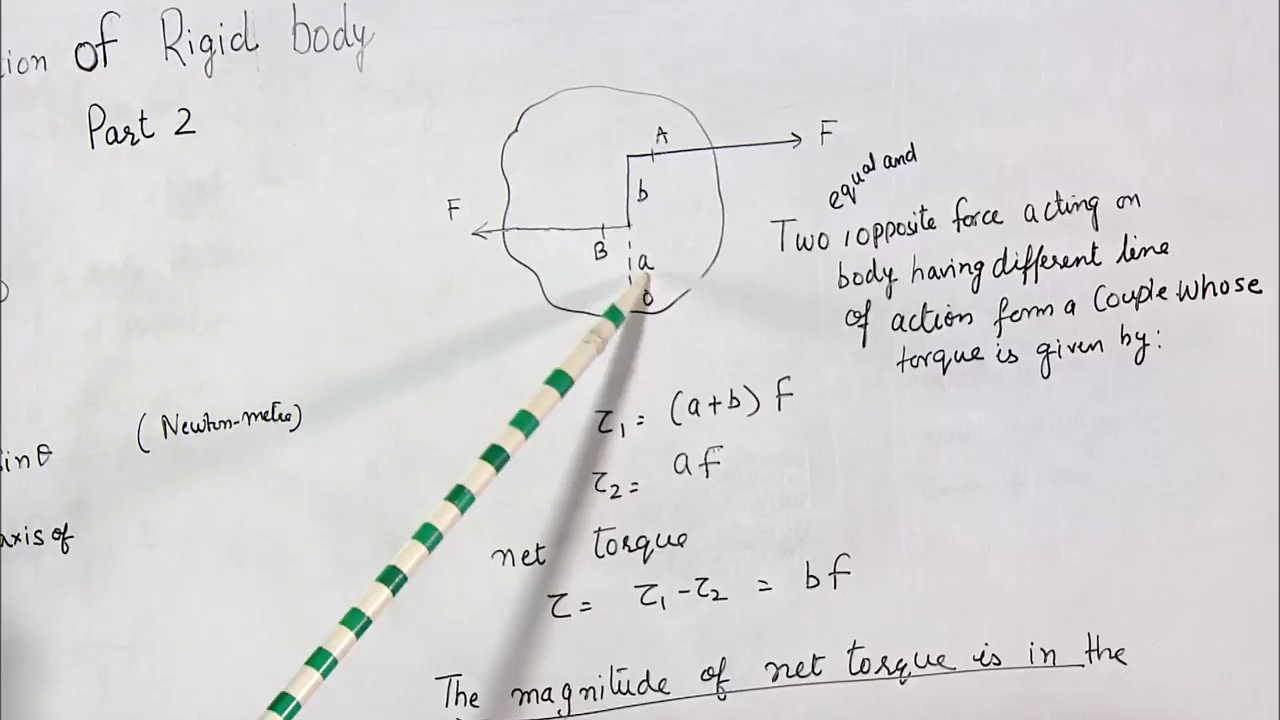 of Rigid body
Part 2
A
F
b
F
B
a
O
equal and
Two opposite force acting on
body having different line
of action form a Couple whose
torque is given by:
(Newton-metre)
τ₁ = (a+b) F
inθ
τ₂ = aF
axis of
net torque
τ = τ₁ - τ₂ = bF
The magnitude of net torque is in the